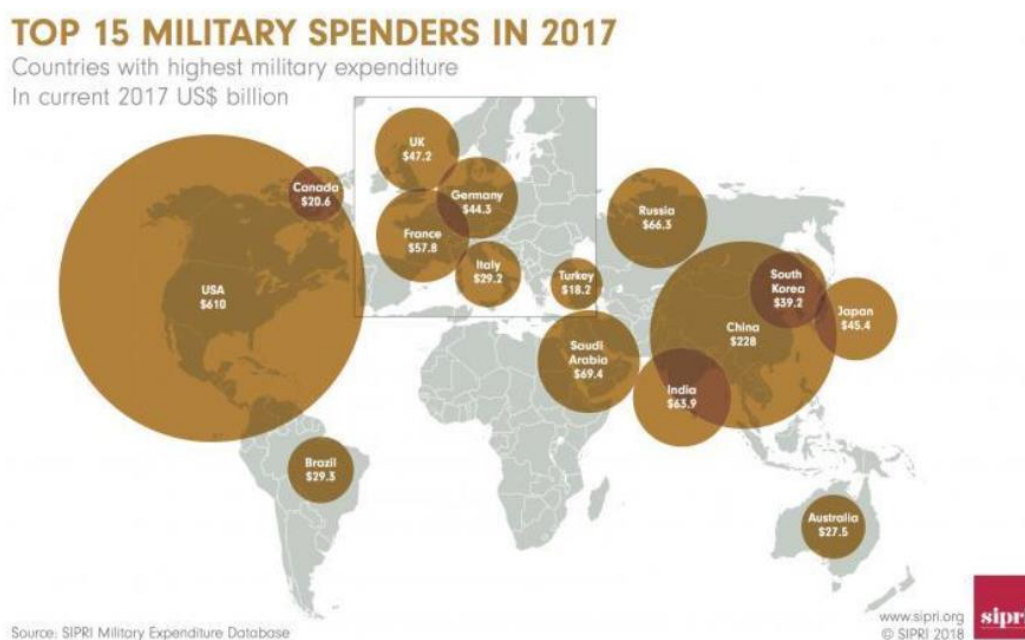 TOP 15 MILITARY SPENDERS IN 2017
Countries with highest military expenditure
In current 2017 US$ billion
UK
$47.2
Canada
$20.6
Germany
$44.3
Russia
$66.3
France
$57.8
Italy
$29.2
Turkey
$18.2
South
Korea
$39.2
USA
$610
Japan
$45.4
China
$228
Saudi
Arabia
$69.4
India
$63.9
Brazil
$29.3
Australia
$27.5
www.sipri.org
© SIPRI 2018
sipri
Source: SIPRI Military Expenditure Database